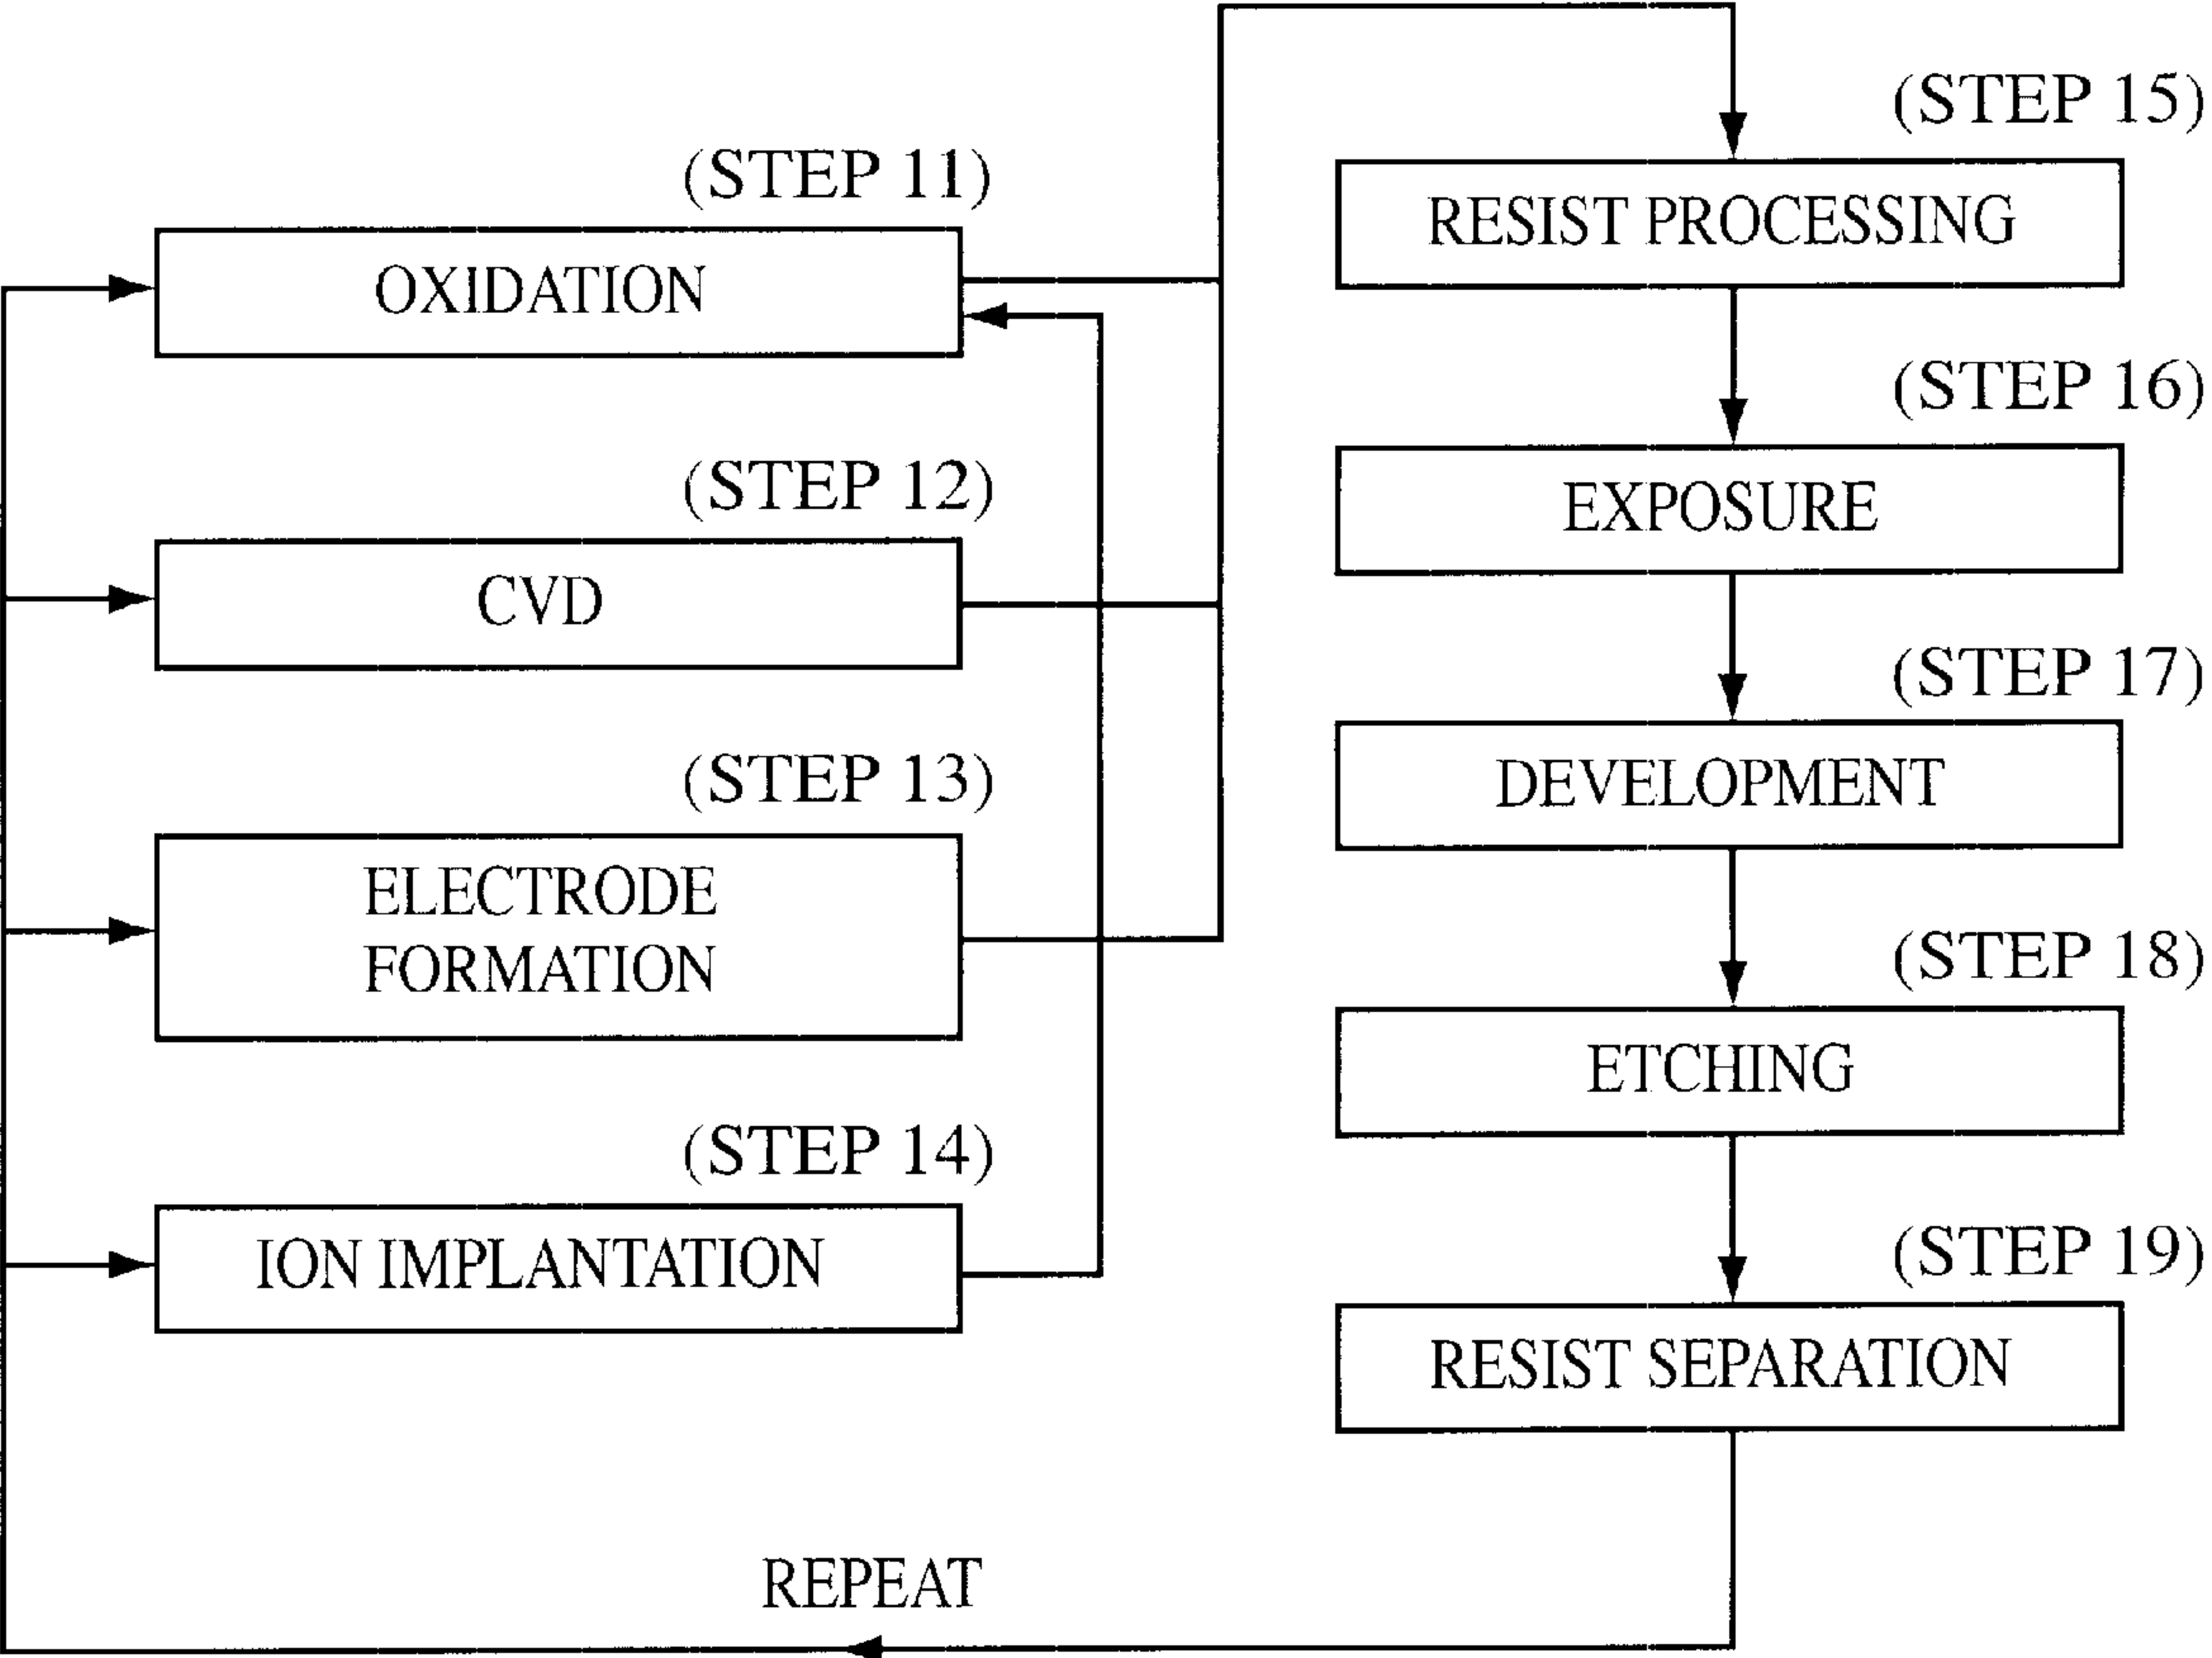 (STEP 11)
OXIDATION
(STEP 12)
CVD
(STEP 13)
ELECTRODE
FORMATION
(STEP 14)
ION IMPLANTATION
(STEP 15)
RESIST PROCESSING
(STEP 16)
EXPOSURE
(STEP 17)
DEVELOPMENT
(STEP 18)
ETCHING
(STEP 19)
RESIST SEPARATION
REPEAT